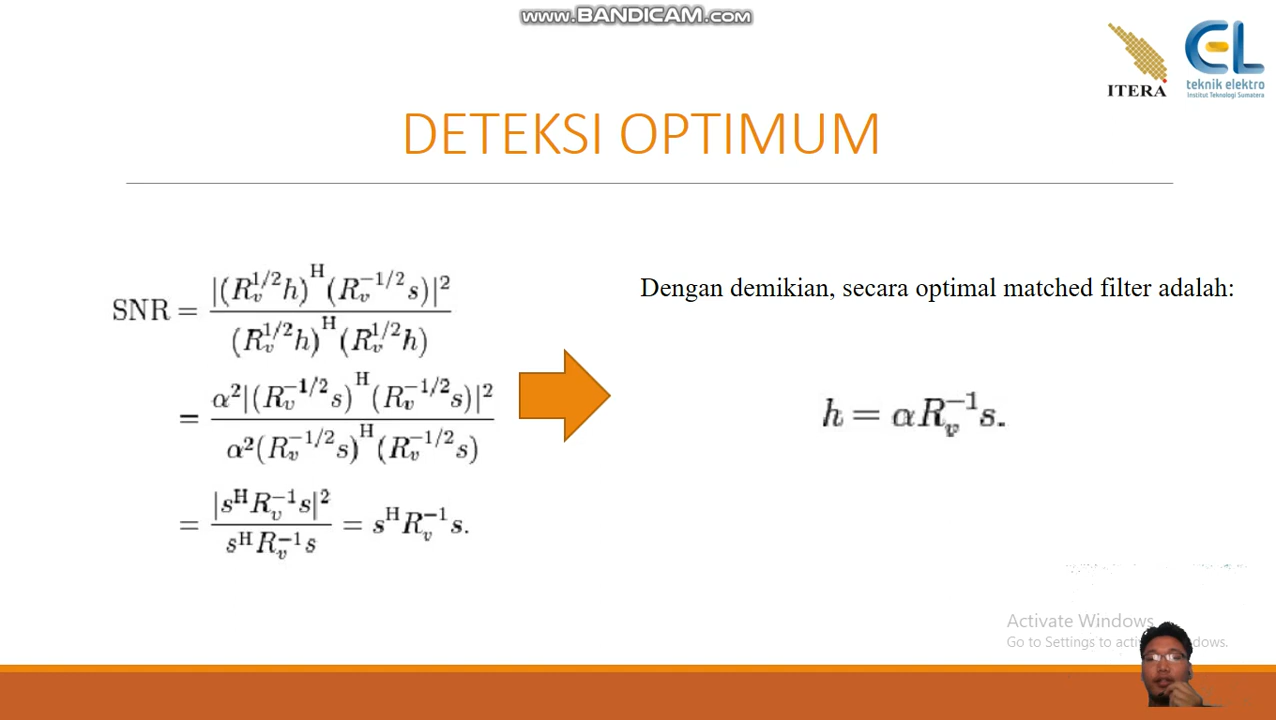 www.BANDICAM.com
ITERA
teknik elektro
Institut Teknologi Sumatera
DETEKSI OPTIMUM
SNR = |(R_v^{1/2}h)^H (R_v^{-1/2}s)|^2 / (R_v^{1/2}h)^H (R_v^{1/2}h)
= α^2|(R_v^{-1/2}s)^H (R_v^{-1/2}s)|^2 / α^2(R_v^{-1/2}s)^H (R_v^{-1/2}s)
= |s^H R_v^{-1}s|^2 / s^H R_v^{-1}s = s^H R_v^{-1}s.
Dengan demikian, secara optimal matched filter adalah:
h = αR_v^{-1}s.
Activate Windows
Go to Settings to